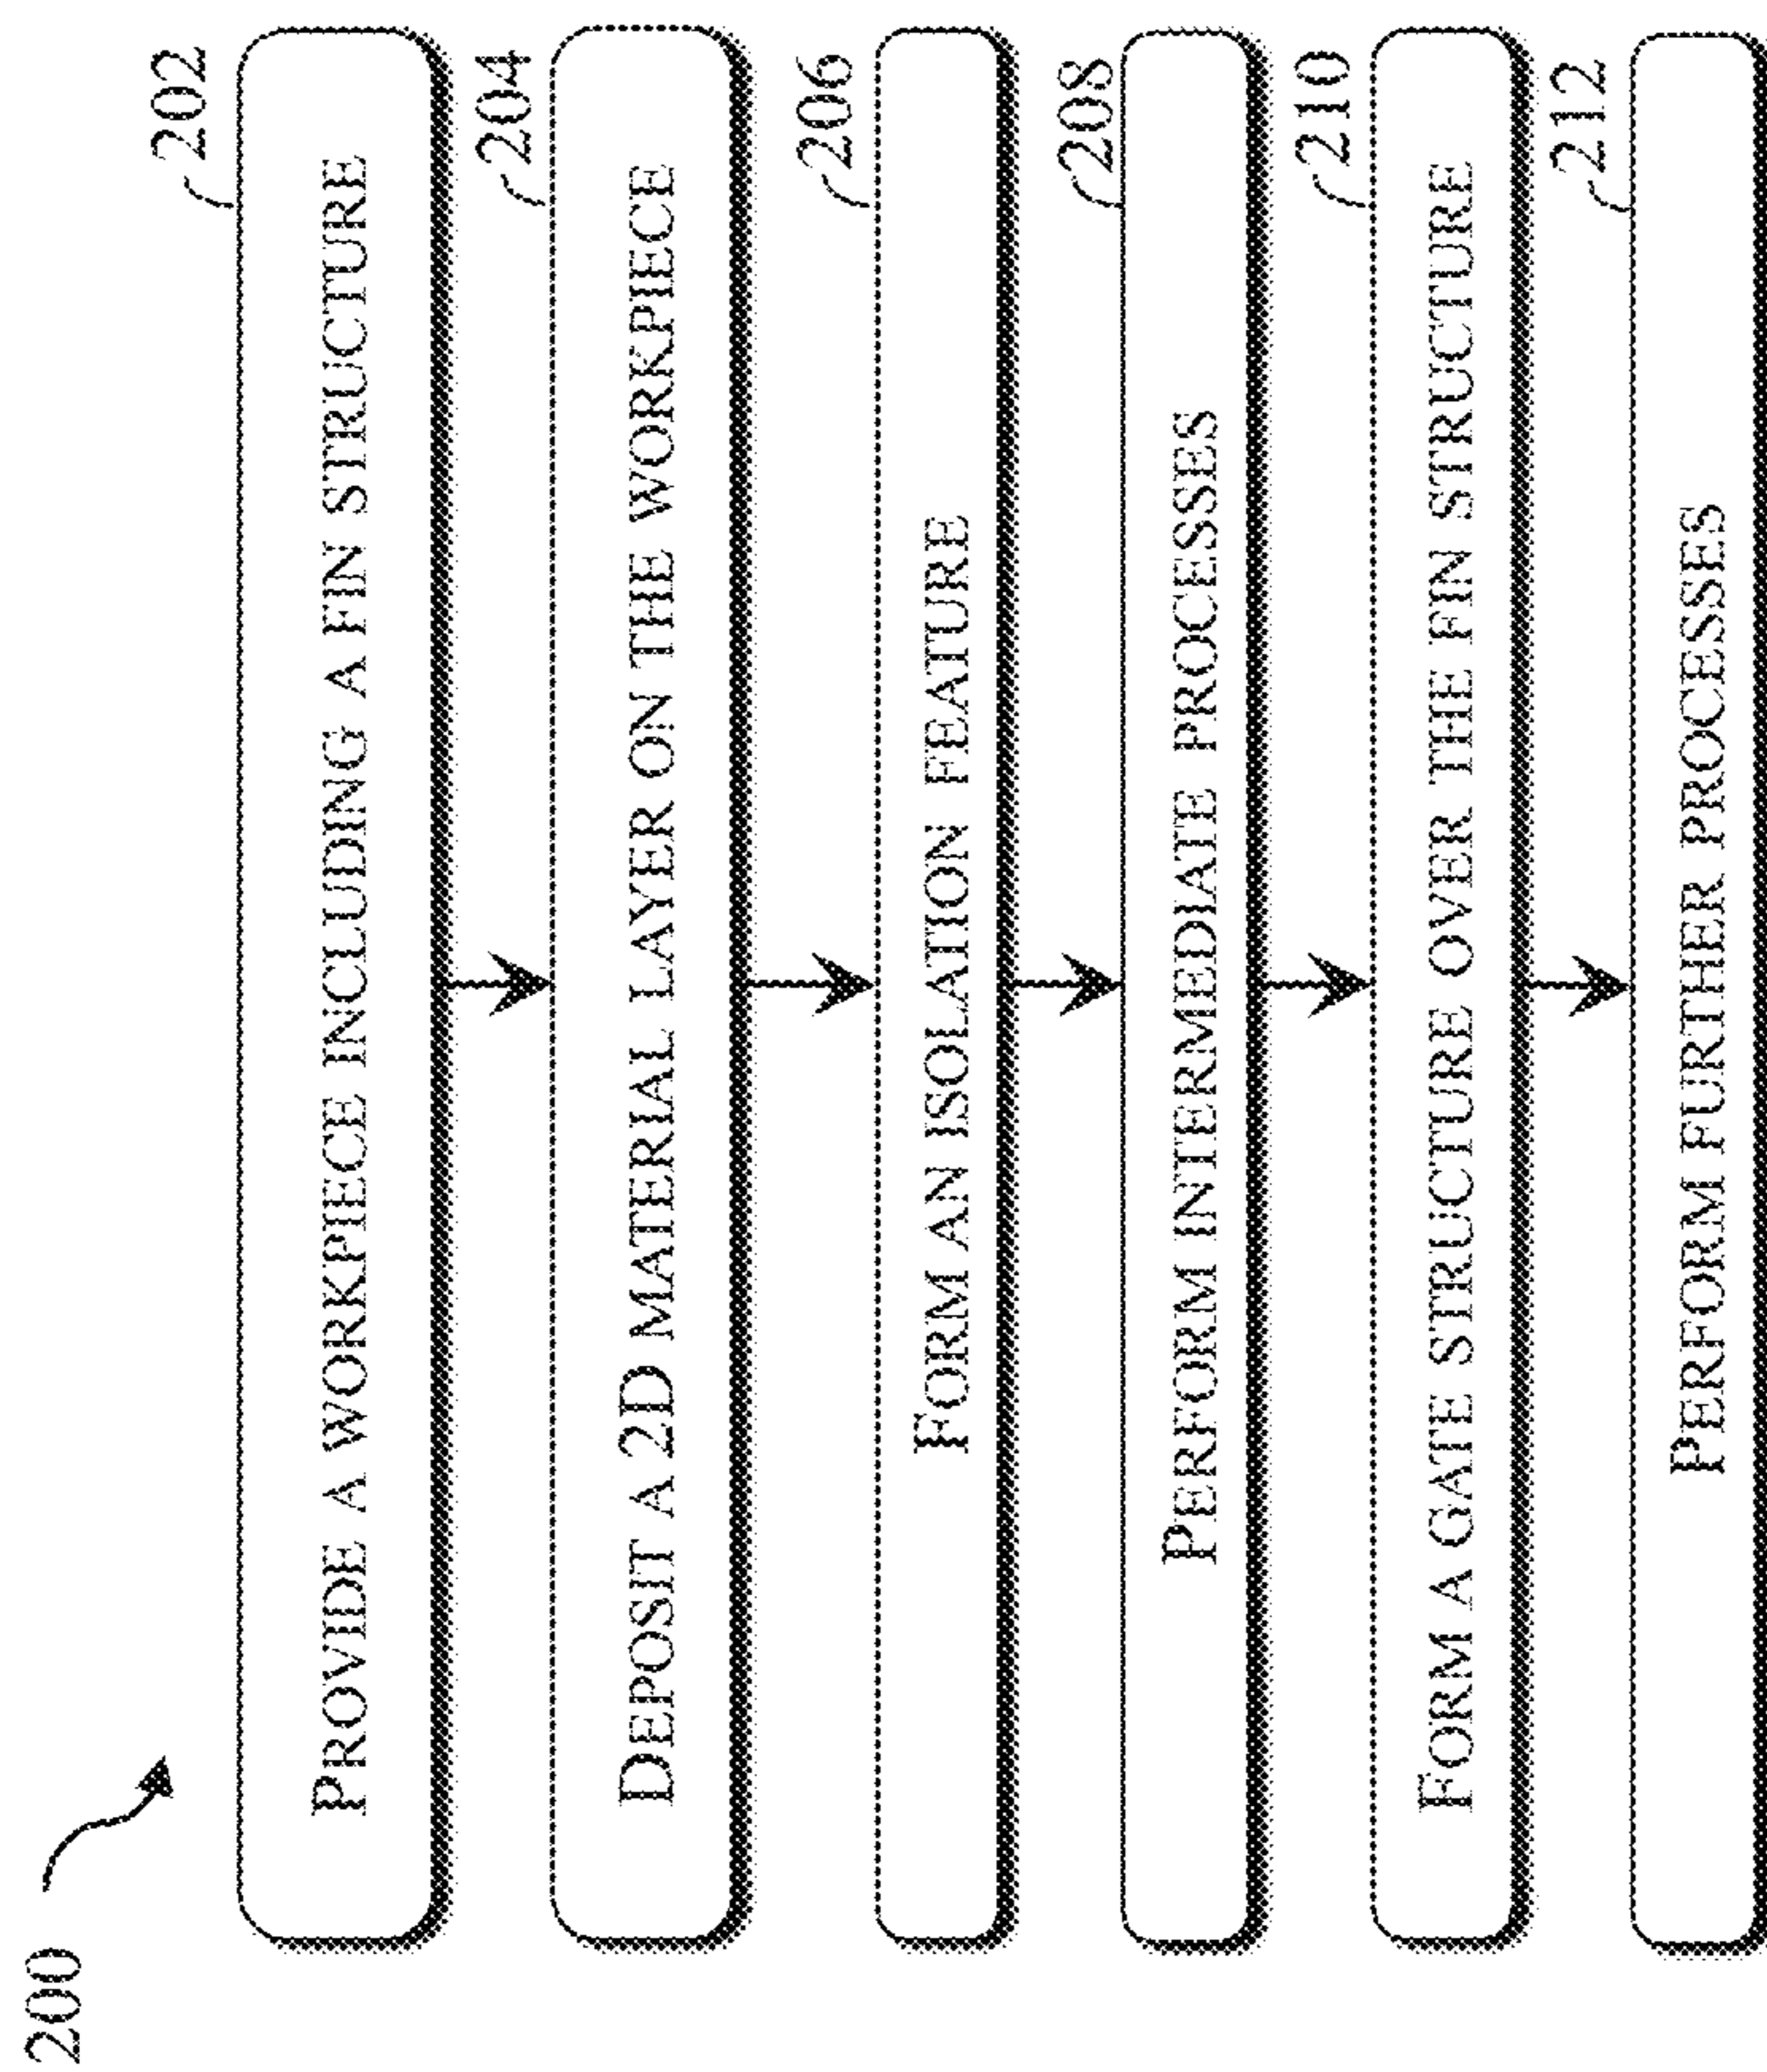 200
202
PROVIDE A WORKPIECE INCLUDING A FIN STRUCTURE
204
DEPOSIT A 2D MATERIAL LAYER ON THE WORKPIECE
206
FORM AN ISOLATION FEATURE
208
PERFORM INTERMEDIATE PROCESSES
210
FORM A GATE STRUCTURE OVER THE FIN STRUCTURE
212
PERFORM FURTHER PROCESSES